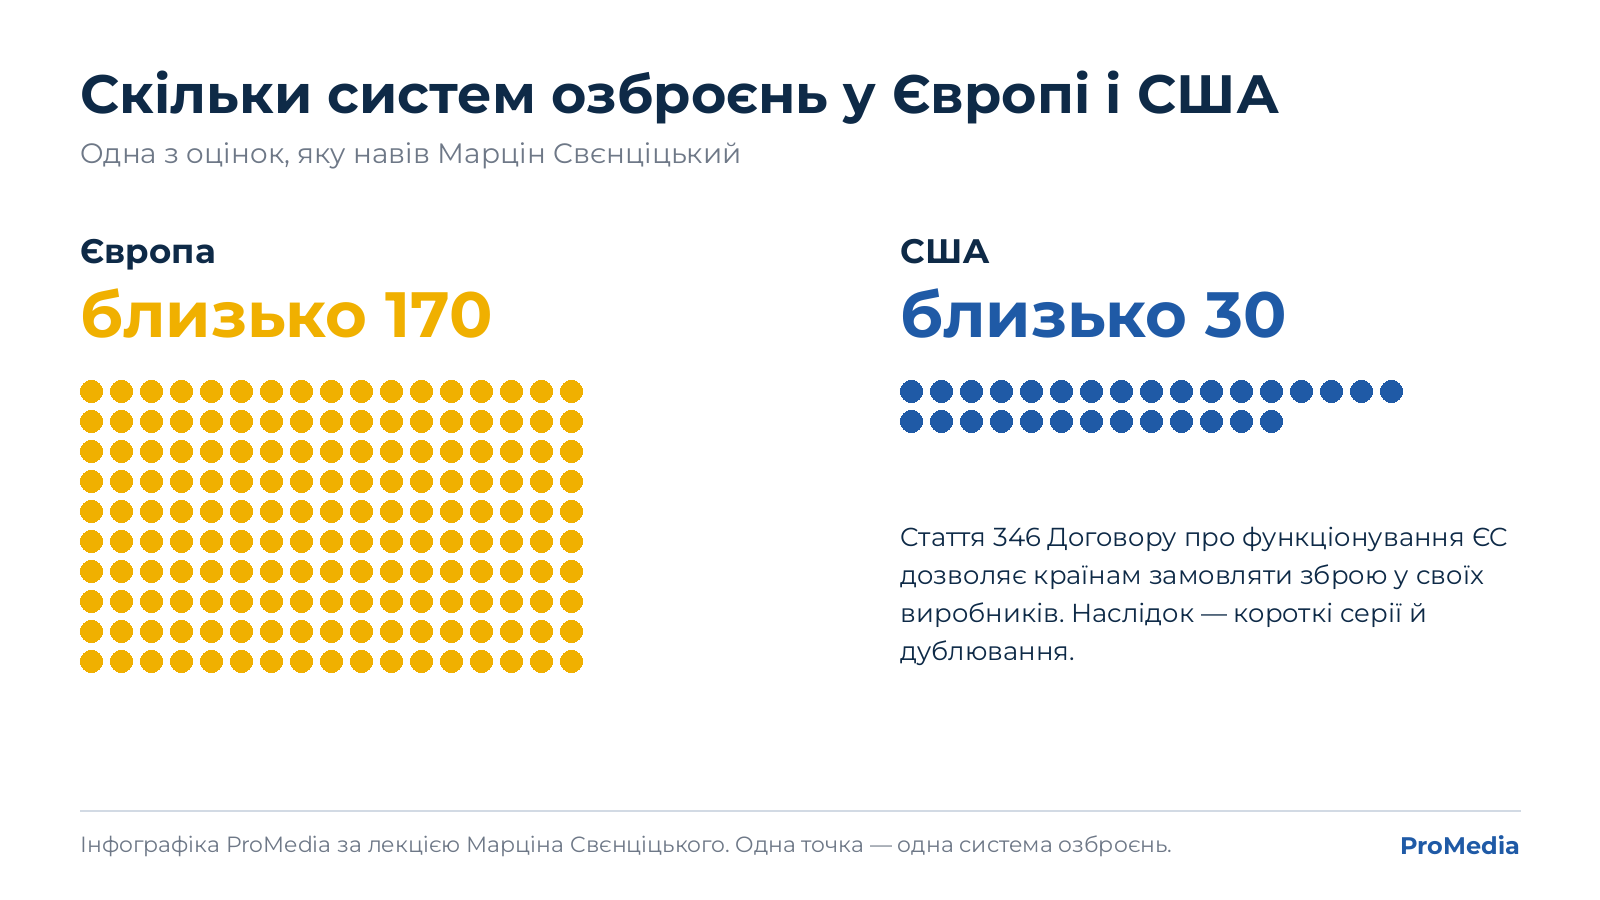 Скільки систем озброєнь у Європі і США
Одна з оцінок, яку навів Марцін Свєнціцький
Європа
близько 170
США
близько 30
Стаття 346 Договору про функціонування ЄС
дозволяє країнам замовляти зброю у своїх
виробників. Наслідок — короткі серії й
дублювання.
Інфографіка ProMedia за лекцією Марціна Свєнціцького. Одна точка — одна система озброєнь.
ProMedia